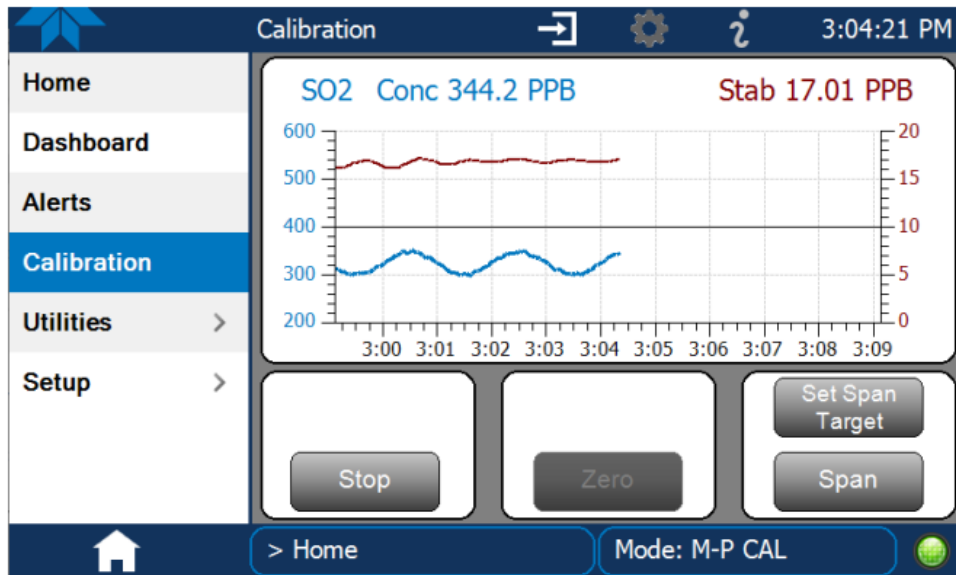 Calibration
3:04:21 PM
Home
Dashboard
Alerts
Calibration
Utilities >
Setup >
SO2 Conc 344.2 PPB Stab 17.01 PPB
600 20
500 15
400 10
300 5
200 0
3:00 3:01 3:02 3:03 3:04 3:05 3:06 3:07 3:08 3:09
Stop
Zero
Set Span
Target
Span
> Home
Mode: M-P CAL